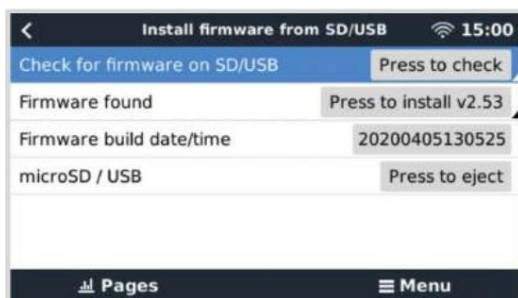 Install firmware from SD/USB 15:00
Check for firmware on SD/USB Press to check
Firmware found Press to install v2.53
Firmware build date/time 20200405130525
microSD / USB Press to eject
Pages Menu